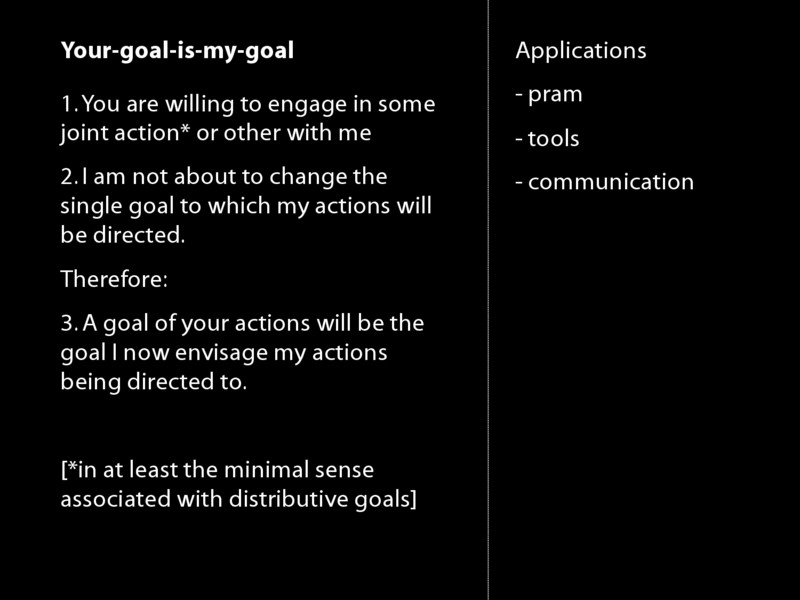 Your-goal-is-my-goal
1. You are willing to engage in some
joint action* or other with me
2. I am not about to change the
single goal to which my actions will
be directed.
Therefore:
3. A goal of your actions will be the
goal I now envisage my actions
being directed to.
[*in at least the minimal sense
associated with distributive goals]
Applications
- pram
- tools
- communication